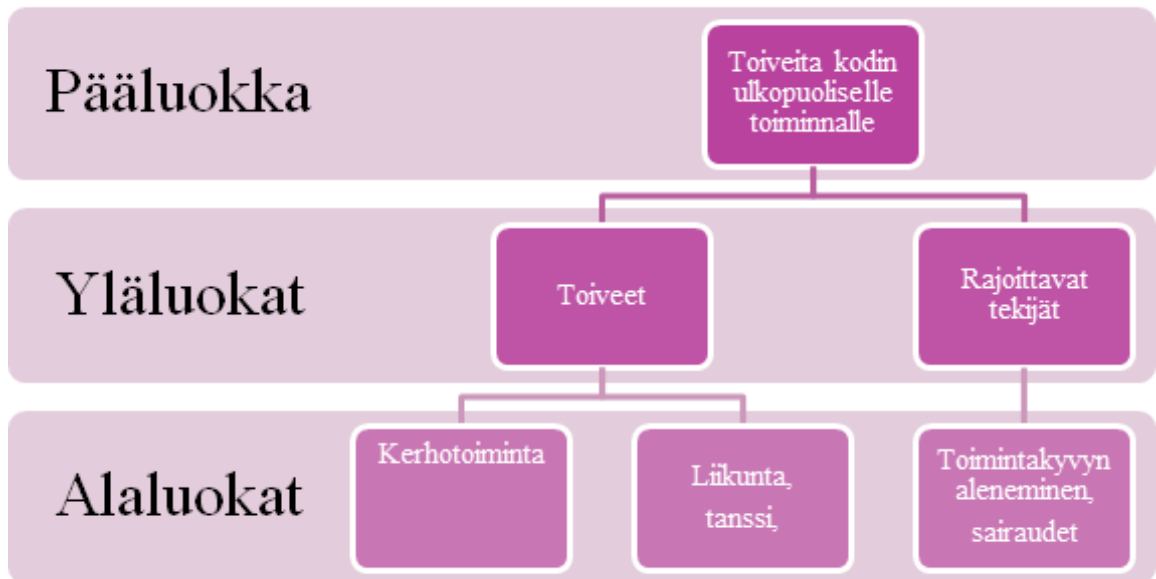 Pääluokka
Toiveita kodin
ulkopuoliselle
toiminnalle
Yläluokat
Toiveet
Rajoittavat
tekijät
Alaluokat
Kerhotoiminta
Liikunta,
tanssi,
Toimintakyvyn
aleneminen,
sairaudet